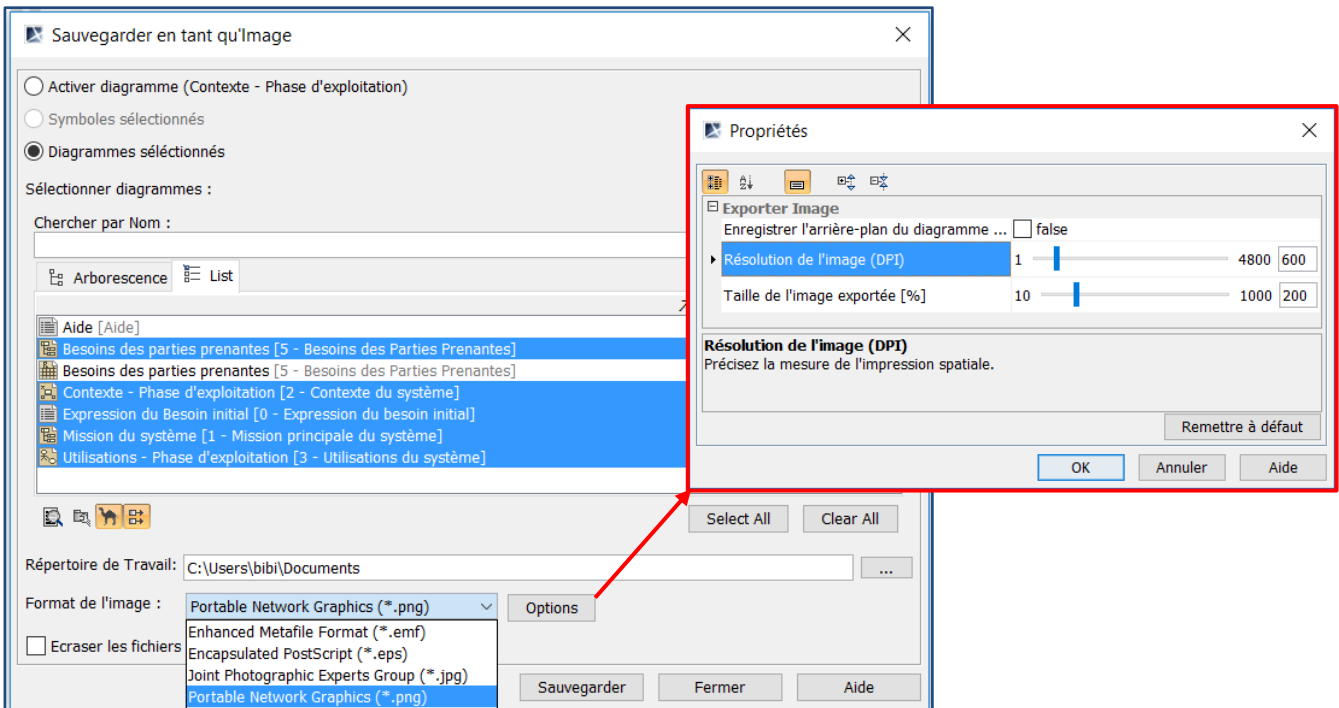 Sauvegarder en tant qu'Image
Activer diagramme (Contexte - Phase d'exploitation)
Symboles sélectionnés
Diagrammes séléctionnés
Sélectionner diagrammes :
Chercher par Nom :
Arborescence List
Aide [Aide]
Besoins des parties prenantes [5 - Besoins des Parties Prenantes]
Besoins des parties prenantes [5 - Besoins des Parties Prenantes]
Contexte - Phase d'exploitation [2 - Contexte du système]
Expression du Besoin initial [0 - Expression du besoin initial]
Mission du système [1 - Mission principale du système]
Utilisations - Phase d'exploitation [3 - Utilisations du système]
Select All Clear All
Répertoire de Travail: C:\Users\bibi\Documents ...
Format de l'image : Portable Network Graphics (*.png) Options
Enhanced Metafile Format (*.emf)
Ecraser les fichiers
Encapsulated PostScript (*.eps)
Joint Photographic Experts Group (*.jpg)
Portable Network Graphics (*.png)
Sauvegarder Fermer Aide
Propriétés
Exporter Image
Enregistrer l'arrière-plan du diagramme ... false
Résolution de l'image (DPI) 1 4800 600
Taille de l'image exportée [%] 10 1000 200
Résolution de l'image (DPI)
Précisez la mesure de l'impression spatiale.
Remettre à défaut
OK Annuler Aide